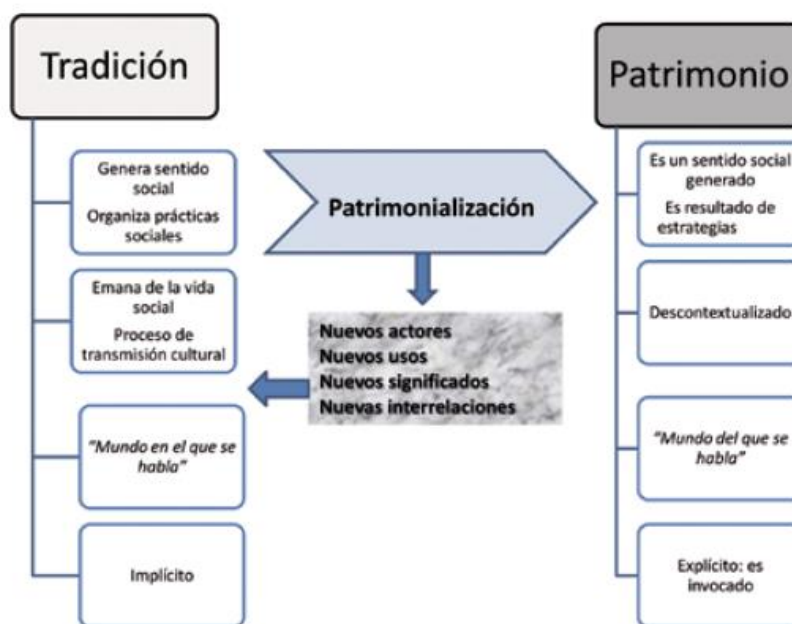 Tradición
Genera sentido
social
Organiza prácticas
sociales
Emana de la vida
social
Proceso de
transmisión cultural
“Mundo en el que se
habla”
Implícito
Patrimonialización
Nuevos actores
Nuevos usos
Nuevos significados
Nuevas interrelaciones
Patrimonio
Es un sentido social
generado
Es resultado de
estrategias
Descontextualizado
“Mundo del que se
habla”
Explícito: es
invocado